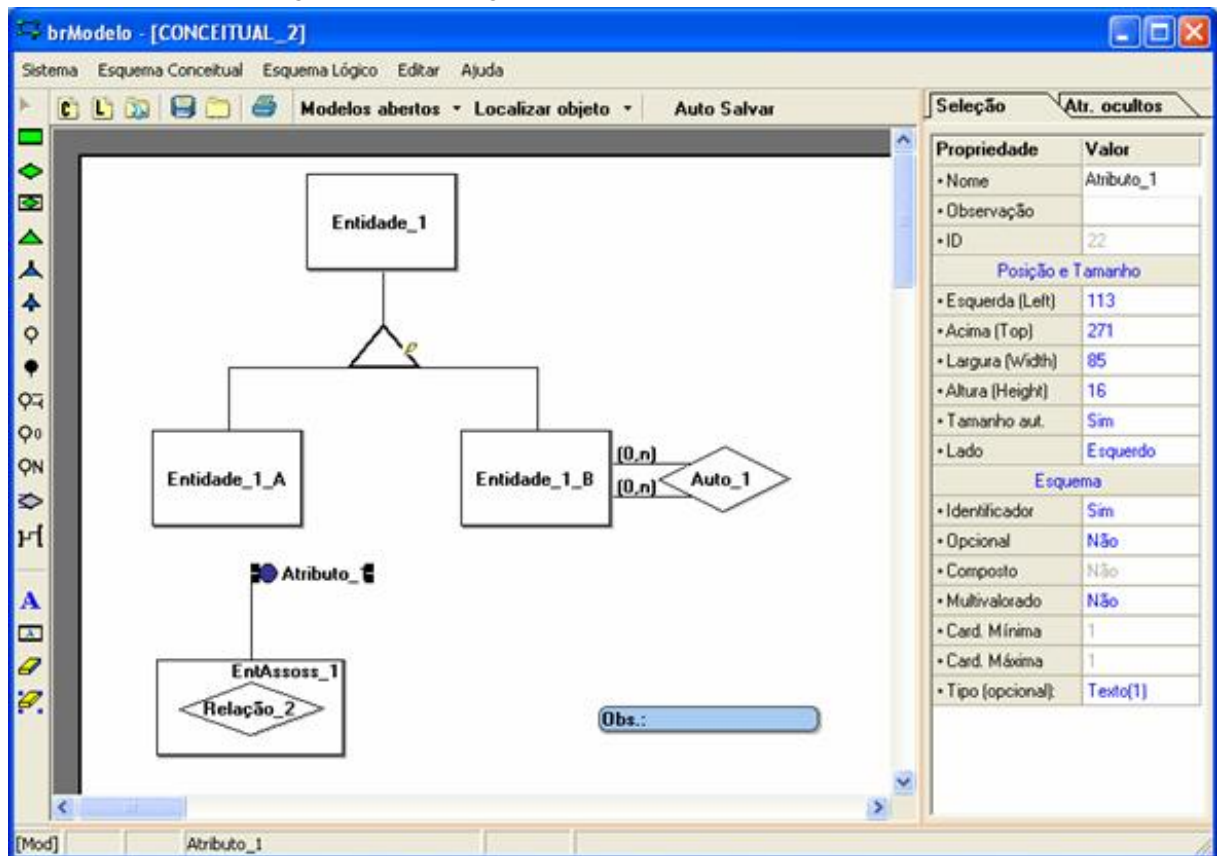 brModelo - [CONCEITUAL_2]
Sistema Esquema Conceitual Esquema Lógico Editar Ajuda
C L Modelos abertos Localizar objeto Auto Salvar
Seleção Atr. ocultos
Propriedade Valor
• Nome Atributo_1
• Observação
• ID 22
Posição e Tamanho
• Esquerda (Left) 113
• Acima (Top) 271
• Largura (Width) 85
• Altura (Height) 16
• Tamanho aut. Sim
• Lado Esquerdo
Esquema
• Identificador Sim
• Opcional Não
• Composto Não
• Multivalorado Não
• Card. Mínima 1
• Card. Máxima 1
• Tipo (opcional): Texto(1)
Entidade_1
p
Entidade_1_A
Entidade_1_B
(0,n)
(0,n)
Auto_1
Atributo_1
EntAssoss_1
Relação_2
Obs.:
0
N
A
A
[Mod] Atributo_1